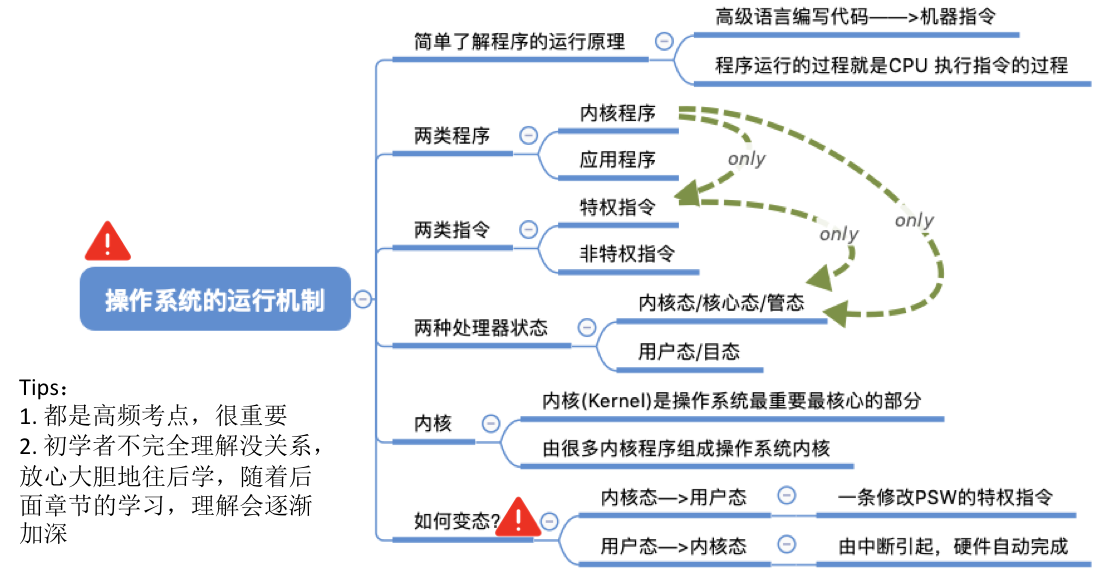 高级语言编写代码——>机器指令
简单了解程序的运行原理
程序运行的过程就是CPU 执行指令的过程
内核程序
两类程序
应用程序
only
特权指令
两类指令
非特权指令
only
only
操作系统的运行机制
内核态/核心态/管态
两种处理器状态
用户态/目态
内核(Kernel)是操作系统最重要最核心的部分
内核
由很多内核程序组成操作系统内核
内核态—>用户态
一条修改PSW的特权指令
如何变态?
用户态—>内核态
由中断引起，硬件自动完成
Tips：
1. 都是高频考点，很重要
2. 初学者不完全理解没关系，
放心大胆地往后学，随着后
面章节的学习，理解会逐渐
加深